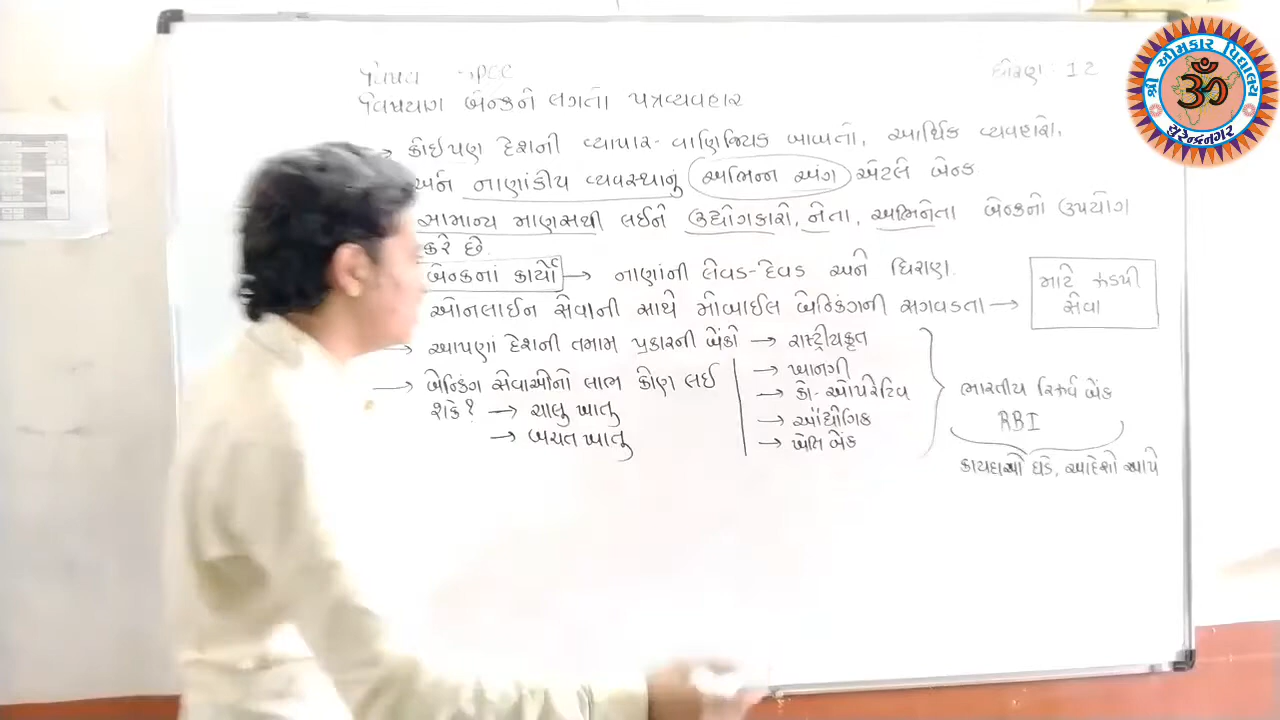 વિષય → SPCC
ધોરણ : 12
વિષયાંગ બેન્કને લગતા પત્રવ્યવહાર
→ કોઈપણ દેશની વ્યાપાર - વાણિજ્યિક બાબતો, આર્થિક વ્યવહારો,
અને નાણાંકીય વ્યવસ્થાનું અભિન્ન અંગ એટલે બેન્ક
સામાન્ય માણસથી લઈને ઉદ્યોગકારો, નેતા, અભિનેતા બેન્કનો ઉપયોગ
કરે છે.
બેન્કનાં કાર્યો → નાણાંની લેવડ-દેવડ અને ધિરાણ.
ઓનલાઈન સેવાની સાથે મોબાઈલ બેન્કિંગની સગવડતા → માટે ઝડપી
સેવા
→ આપણાં દેશની તમામ પ્રકારની બેંકો → રાષ્ટ્રીયકૃત
→ ખાનગી
→ કો-ઓપરેટિવ
→ ઔદ્યોગિક
→ ખેતી બેંક
ભારતીય રિઝર્વ બેંક
RBI
કાયદાઓ ઘડે, આદેશો આપે
→ બેન્કિંગ સેવાઓનો લાભ કોણ લઈ
શકે? → ચાલુ ખાતુ
→ બચત ખાતુ
શ્રી ઓમકાર વિદ્યાલય
ૐ
સુરેન્દ્રનગર